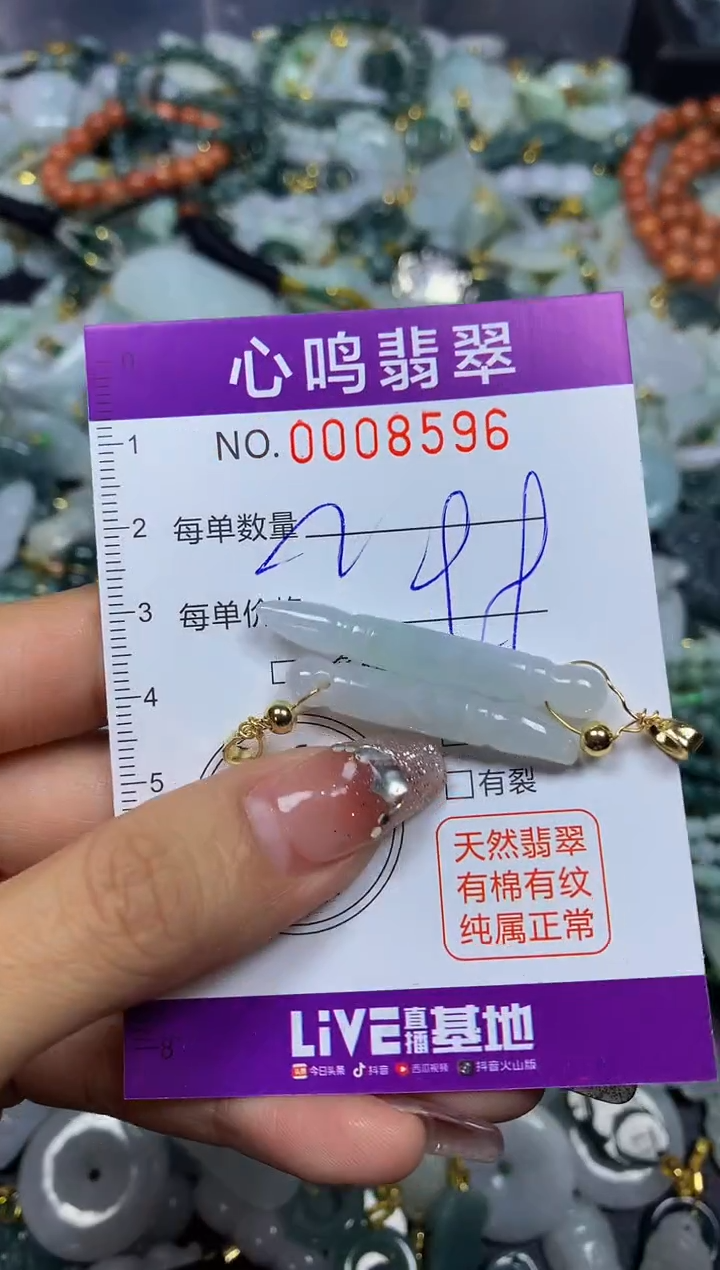 心鸣翡翠
NO.0008596
0
1
2
每单数量
3
每单价
4
5
有裂
天然翡翠
有棉有纹
纯属正常
8
LiVE直播基地
今日头条 抖音 西瓜视频 抖音火山版